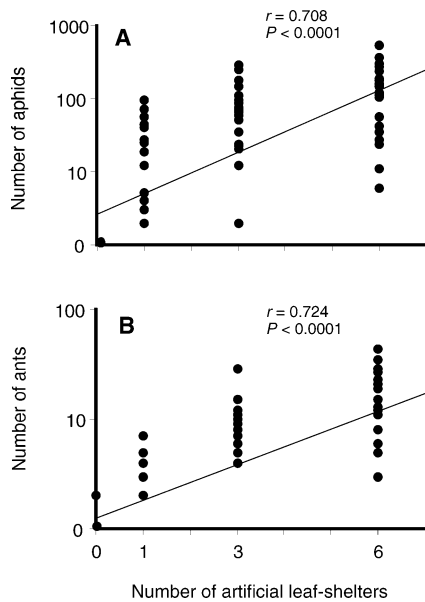 A
r = 0.708
P < 0.0001
Number of aphids
1000
100
10
0
B
r = 0.724
P < 0.0001
Number of ants
100
10
0
0 1 3 6
Number of artificial leaf-shelters